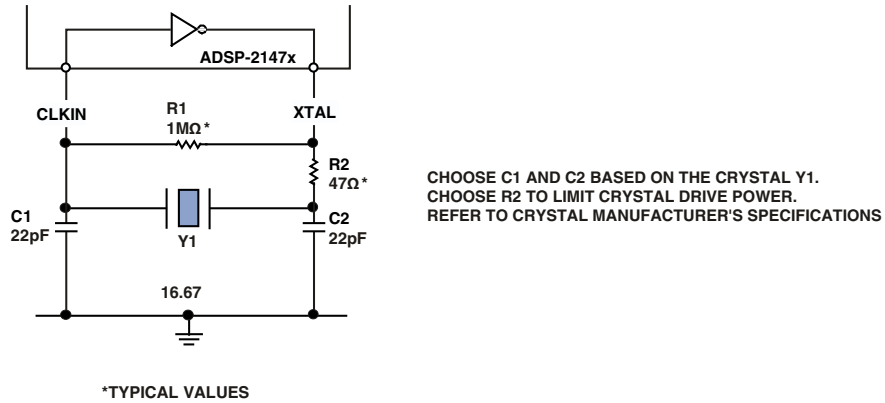 ADSP-2147x
CLKIN
R1
1MΩ*
XTAL
R2
47Ω*
C1
22pF
Y1
C2
22pF
CHOOSE C1 AND C2 BASED ON THE CRYSTAL Y1.
CHOOSE R2 TO LIMIT CRYSTAL DRIVE POWER.
REFER TO CRYSTAL MANUFACTURER'S SPECIFICATIONS
16.67
*TYPICAL VALUES